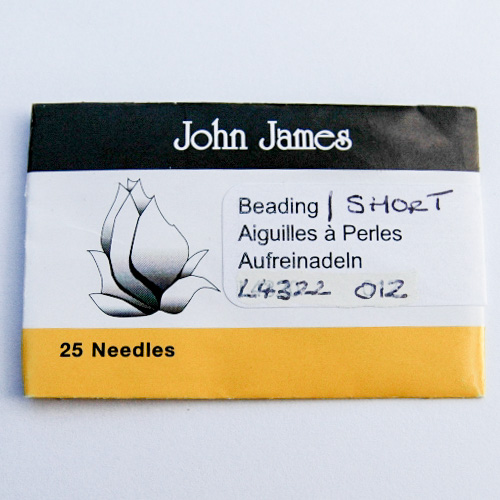 John James
Beading / SHORT
Aiguilles à Perles
Aufreinadeln
L4322 012
25 Needles